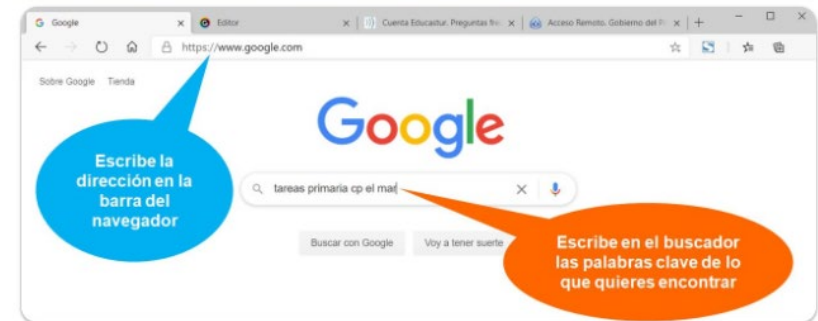 Google
Editor
Cuenta Educastur. Preguntas fre
Acceso Remoto. Gobierno del Pr
https://www.google.com
Sobre Google Tienda
Google
Escribe la
dirección en la
barra del
navegador
tareas primaria cp el mar
Buscar con Google
Voy a tener suerte
Escribe en el buscador
las palabras clave de lo
que quieres encontrar